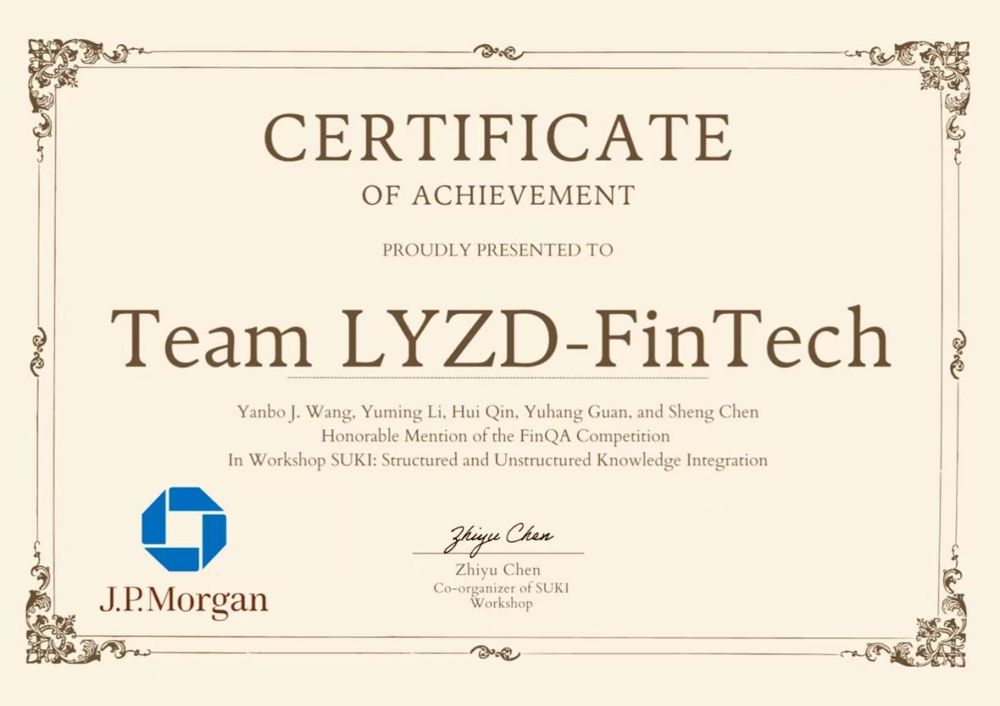 CERTIFICATE
OF ACHIEVEMENT
PROUDLY PRESENTED TO
Team LYZD-FinTech
Yanbo J. Wang, Yuming Li, Hui Qin, Yuhang Guan, and Sheng Chen
Honorable Mention of the FinQA Competition
In Workshop SUKI: Structured and Unstructured Knowledge Integration
J.P.Morgan
Zhiyu Chen
Zhiyu Chen
Co-organizer of SUKI
Workshop